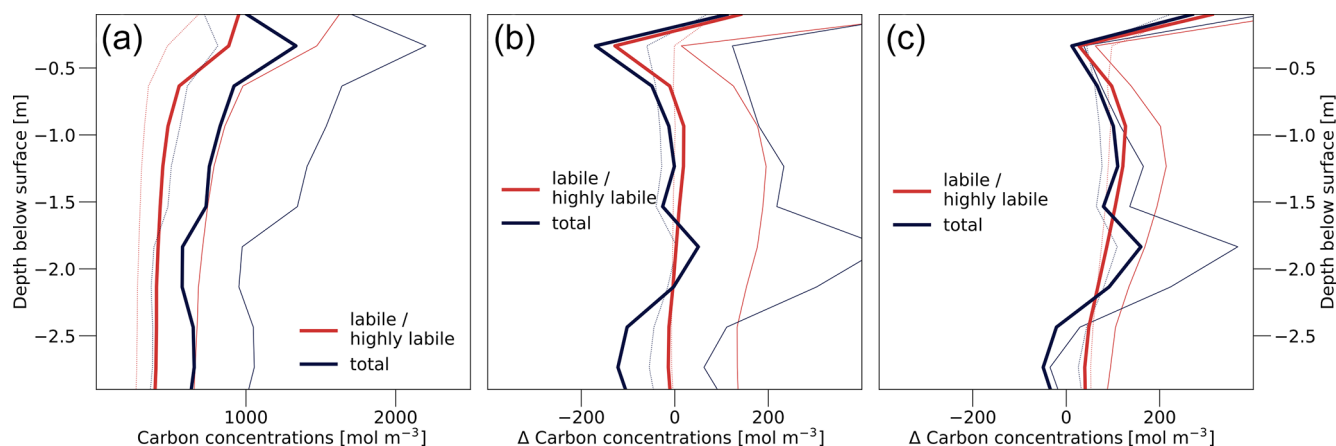 (a)
Depth below surface [m]
−0.5
−1.0
−1.5
−2.0
−2.5
labile /
highly labile
total
1000
2000
Carbon concentrations [mol m⁻³]
(b)
labile /
highly labile
total
−200
0
200
Δ Carbon concentrations [mol m⁻³]
(c)
labile /
highly labile
total
−200
0
200
Δ Carbon concentrations [mol m⁻³]
−0.5
−1.0
−1.5
−2.0
−2.5
Depth below surface [m]